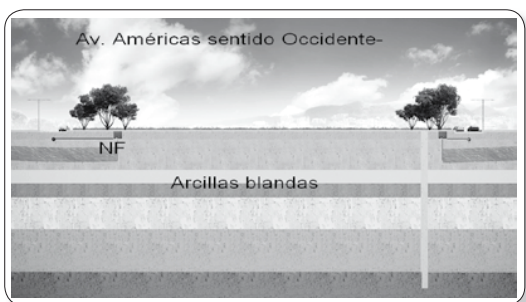 Av. Américas sentido Occidente-
NF
Arcillas blandas